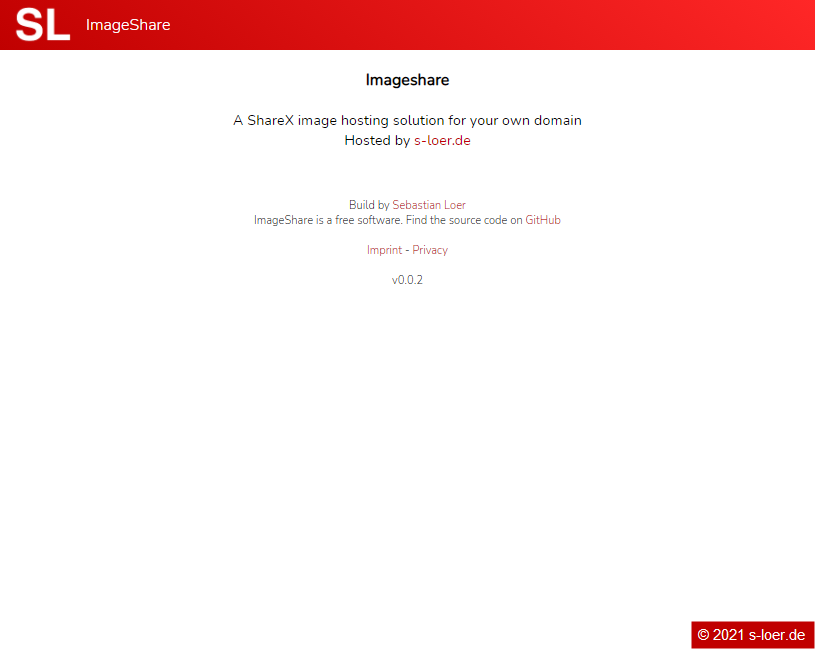 SL ImageShare
Imageshare
A ShareX image hosting solution for your own domain
Hosted by s-loer.de
Build by Sebastian Loer
ImageShare is a free software. Find the source code on GitHub
Imprint - Privacy
v0.0.2
© 2021 s-loer.de